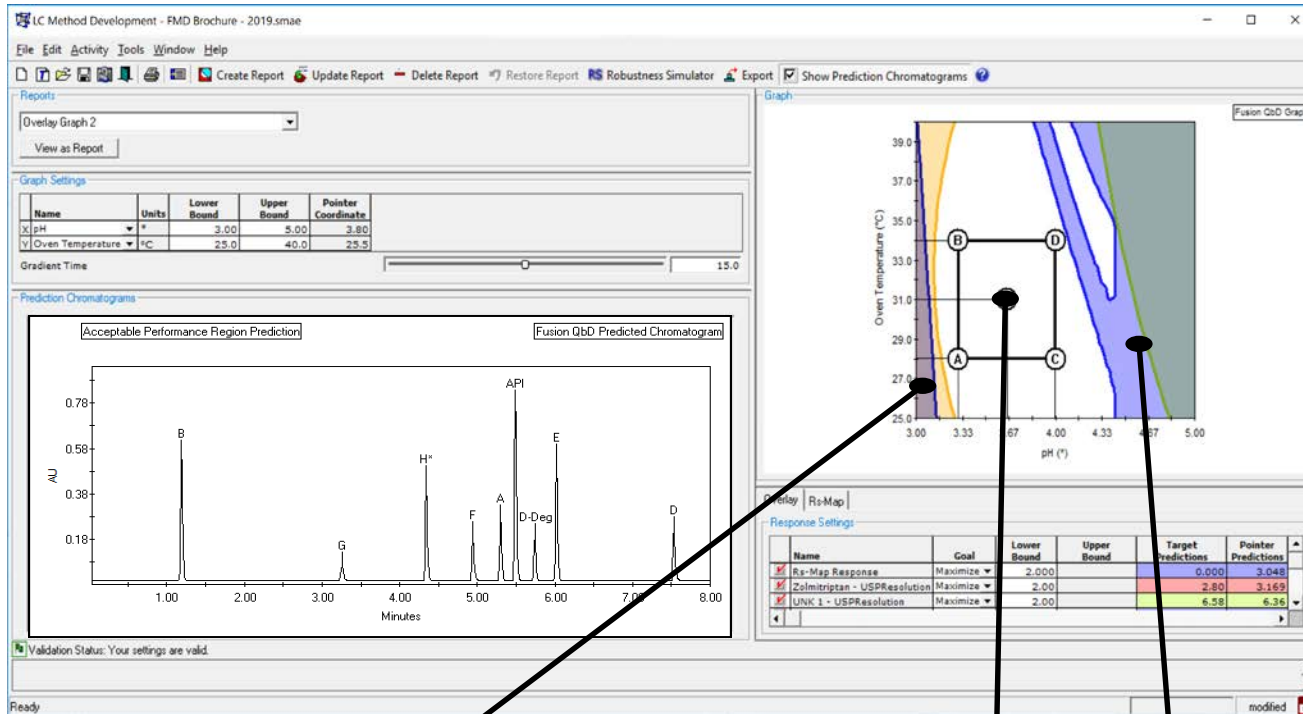 LC Method Development - FMD Brochure - 2019.smae
File Edit Activity Tools Window Help
Create Report Update Report Delete Report Restore Report RS Robustness Simulator Export Show Prediction Chromatograms
Reports
Overlay Graph 2
View as Report
Graph Settings
Name Units Lower Bound Upper Bound Pointer Coordinate
X pH * 3.00 5.00 3.80
Y Oven Temperature °C 25.0 40.0 25.5
Gradient Time 15.0
Prediction Chromatograms
Acceptable Performance Region Prediction Fusion QbD Predicted Chromatogram
API
B
E
H*
A
F
D-Deg
D
G
AU
0.78
0.58
0.38
0.18
1.00 2.00 3.00 4.00 5.00 6.00 7.00 8.00
Minutes
Graph
Fusion QbD Grap
Oven Temperature (°C)
39.0
37.0
35.0
33.0
31.0
29.0
27.0
25.0
B D
A C
3.00 3.33 4.00 4.33 5.00
pH (*)
Rs-Map
Response Settings
Name Goal Lower Bound Upper Bound Target Predictions Pointer Predictions
Rs-Map Response Maximize 2.000 0.000 3.048
Zolmitriptan - USPResolution Maximize 2.00 2.80 3.169
UNK 1 - USPResolution Maximize 2.00 6.58 6.36
Validation Status: Your settings are valid.
Ready modified